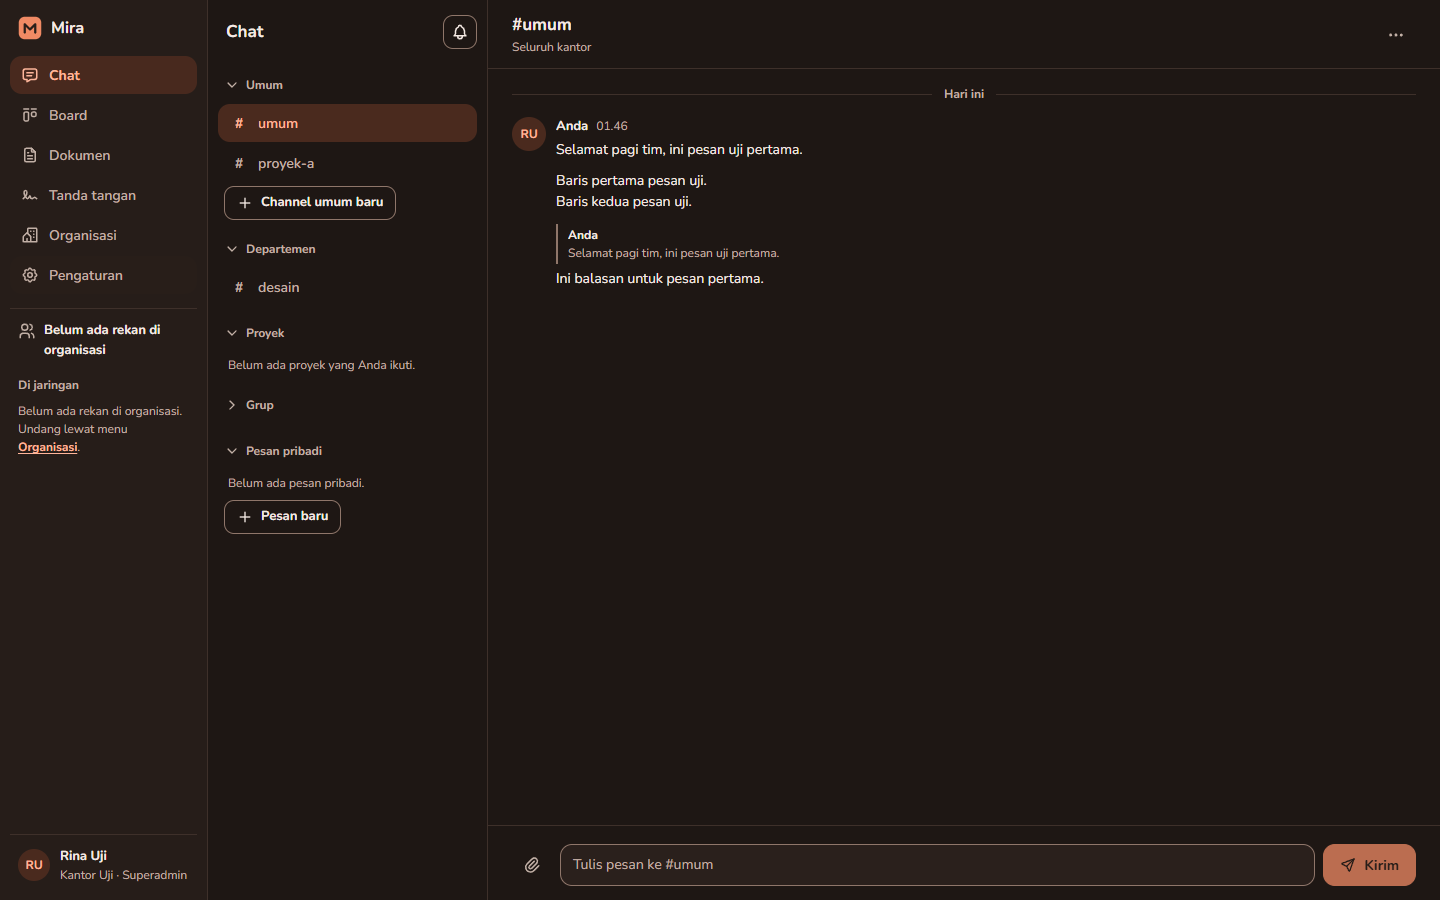 Mira
Chat
Board
Dokumen
Tanda tangan
Organisasi
Pengaturan
Belum ada rekan di
organisasi
Di jaringan
Belum ada rekan di organisasi.
Undang lewat menu
Organisasi.
RU
Rina Uji
Kantor Uji · Superadmin
Chat
Umum
# umum
# proyek-a
Channel umum baru
Departemen
# desain
Proyek
Belum ada proyek yang Anda ikuti.
Grup
Pesan pribadi
Belum ada pesan pribadi.
Pesan baru
#umum
Seluruh kantor
Hari ini
RU
Anda 01.46
Selamat pagi tim, ini pesan uji pertama.
Baris pertama pesan uji.
Baris kedua pesan uji.
Anda
Selamat pagi tim, ini pesan uji pertama.
Ini balasan untuk pesan pertama.
Tulis pesan ke #umum
Kirim